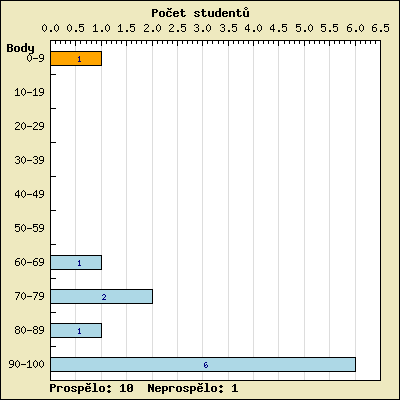 Počet studentů
0.0 0.5 1.0 1.5 2.0 2.5 3.0 3.5 4.0 4.5 5.0 5.5 6.0 6.5
Body
0-9 1
10-19
20-29
30-39
40-49
50-59
60-69 1
70-79 2
80-89 1
90-100 6
Prospělo: 10 Neprospělo: 1